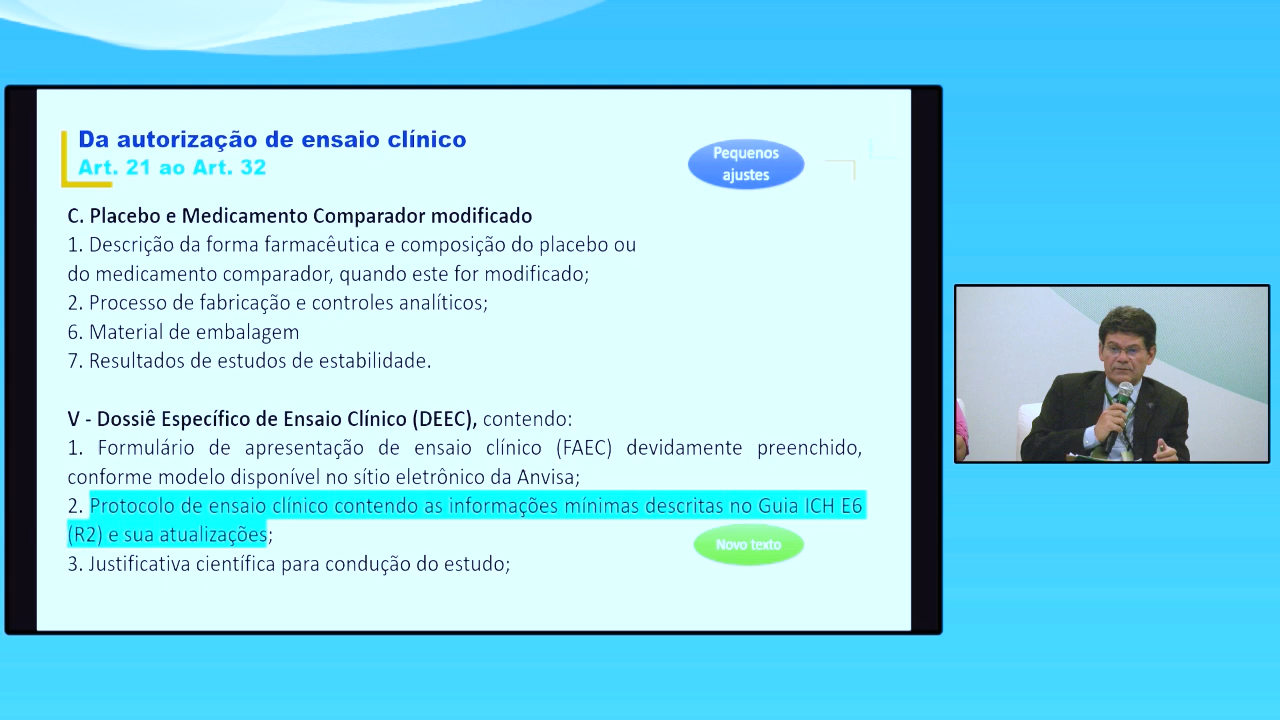 Da autorização de ensaio clínico
Art. 21 ao Art. 32
Pequenos
ajustes
C. Placebo e Medicamento Comparador modificado
1. Descrição da forma farmacêutica e composição do placebo ou
do medicamento comparador, quando este for modificado;
2. Processo de fabricação e controles analíticos;
6. Material de embalagem
7. Resultados de estudos de estabilidade.
V - Dossiê Específico de Ensaio Clínico (DEEC), contendo:
1. Formulário de apresentação de ensaio clínico (FAEC) devidamente preenchido,
conforme modelo disponível no sítio eletrônico da Anvisa;
2. Protocolo de ensaio clínico contendo as informações mínimas descritas no Guia ICH E6
(R2) e sua atualizações;
Novo texto
3. Justificativa científica para condução do estudo;